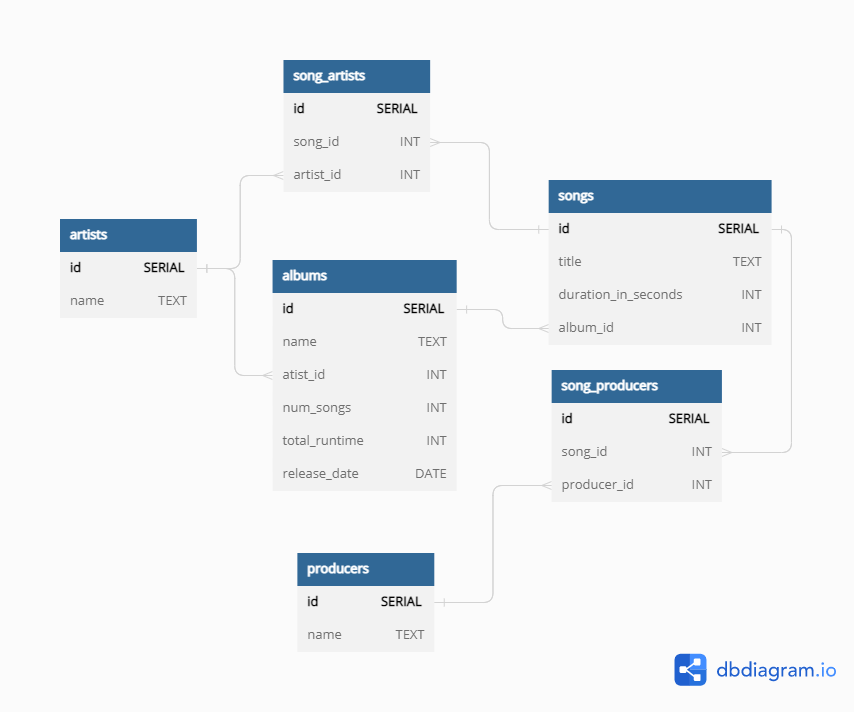 song_artists
id SERIAL
song_id INT
artist_id INT
artists
id SERIAL
name TEXT
albums
id SERIAL
name TEXT
atist_id INT
num_songs INT
total_runtime INT
release_date DATE
songs
id SERIAL
title TEXT
duration_in_seconds INT
album_id INT
song_producers
id SERIAL
song_id INT
producer_id INT
producers
id SERIAL
name TEXT
dbdiagram.io